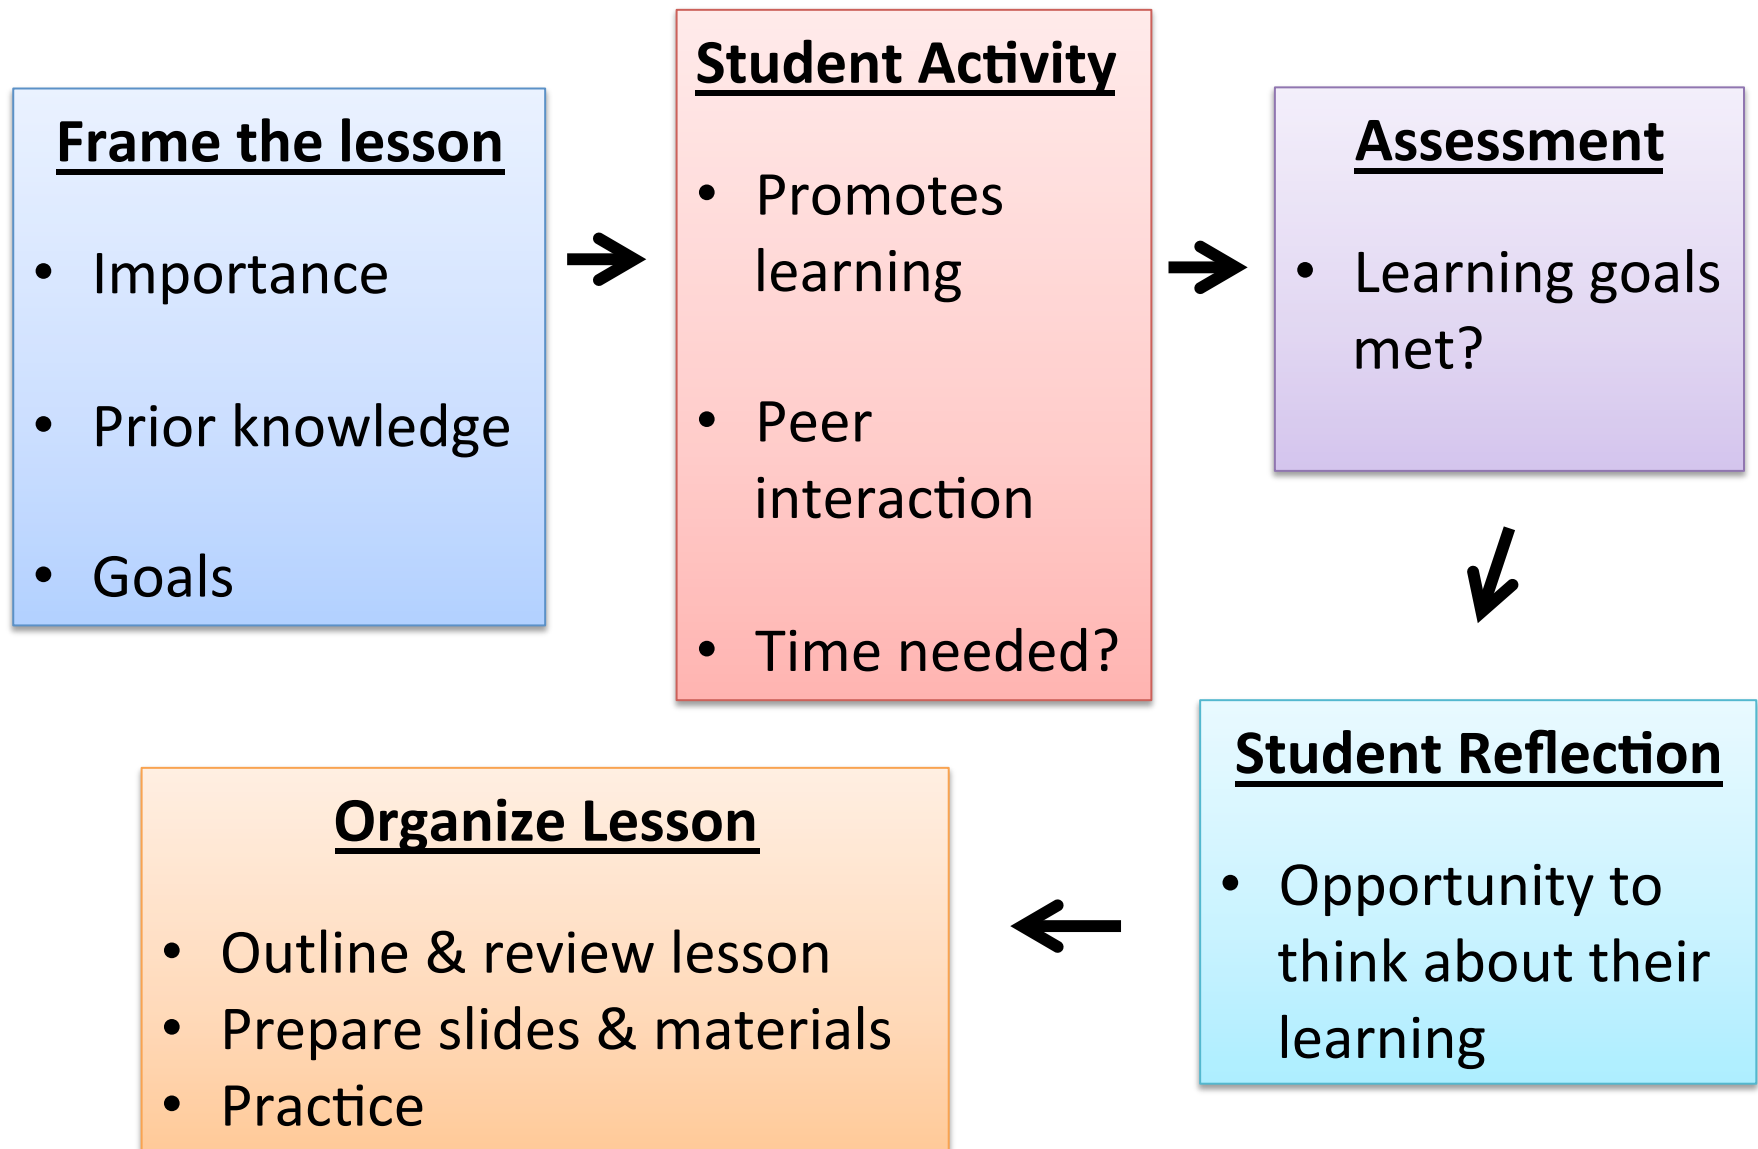 Frame the lesson
• Importance
• Prior knowledge
• Goals
Student Activity
• Promotes
learning
• Peer
interaction
• Time needed?
Assessment
• Learning goals
met?
Student Reflection
• Opportunity to
think about their
learning
Organize Lesson
• Outline & review lesson
• Prepare slides & materials
• Practice